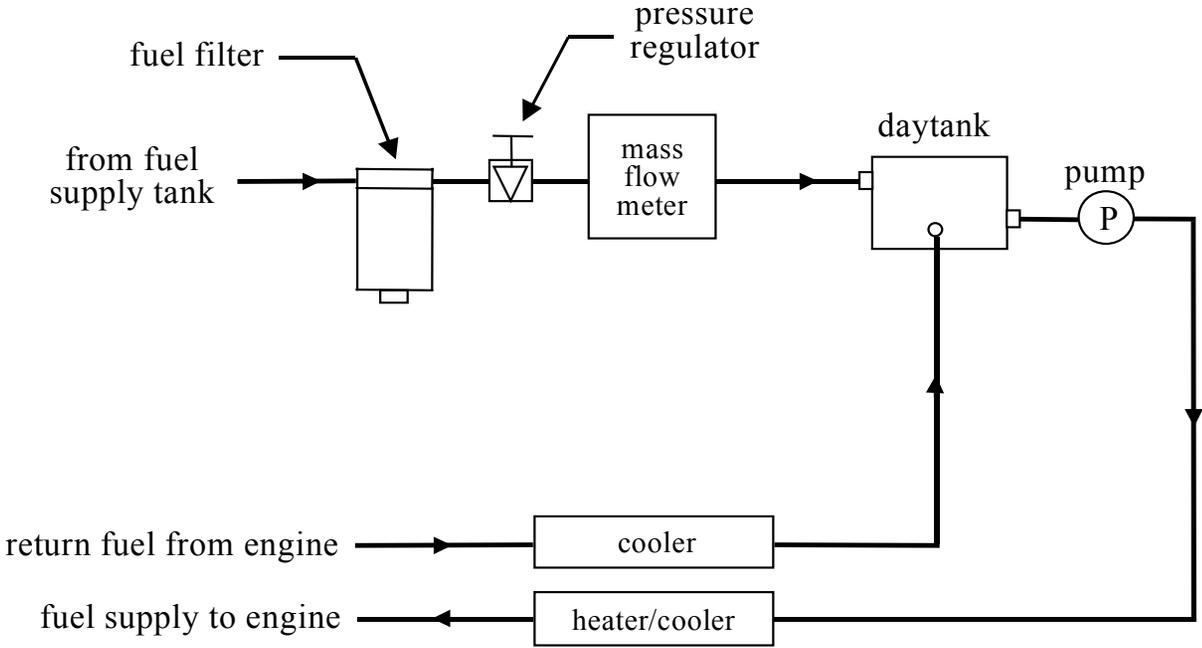 pressure
regulator
fuel filter
from fuel
supply tank
mass
flow
meter
daytank
pump
P
return fuel from engine
cooler
fuel supply to engine
heater/cooler